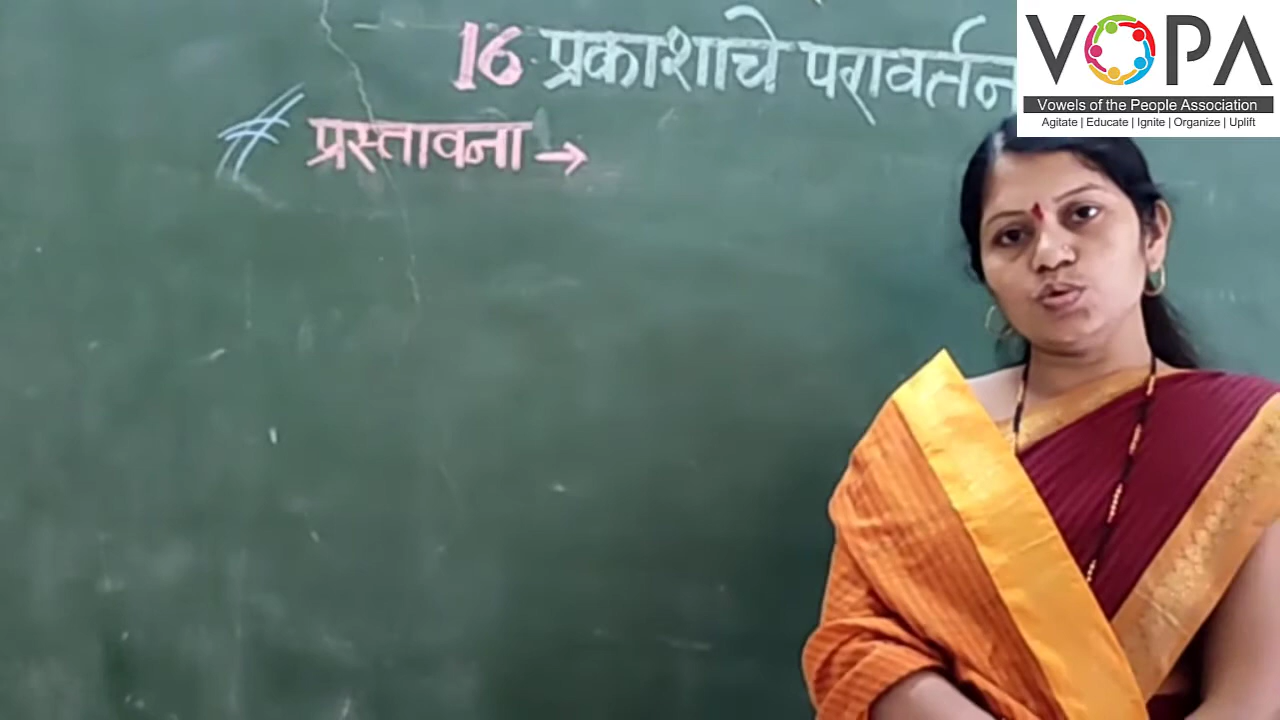 16 प्रकाशाचे परावर्तन
# प्रस्तावना →
VOPA
Vowels of the People Association
Agitate | Educate | Ignite | Organize | Uplift